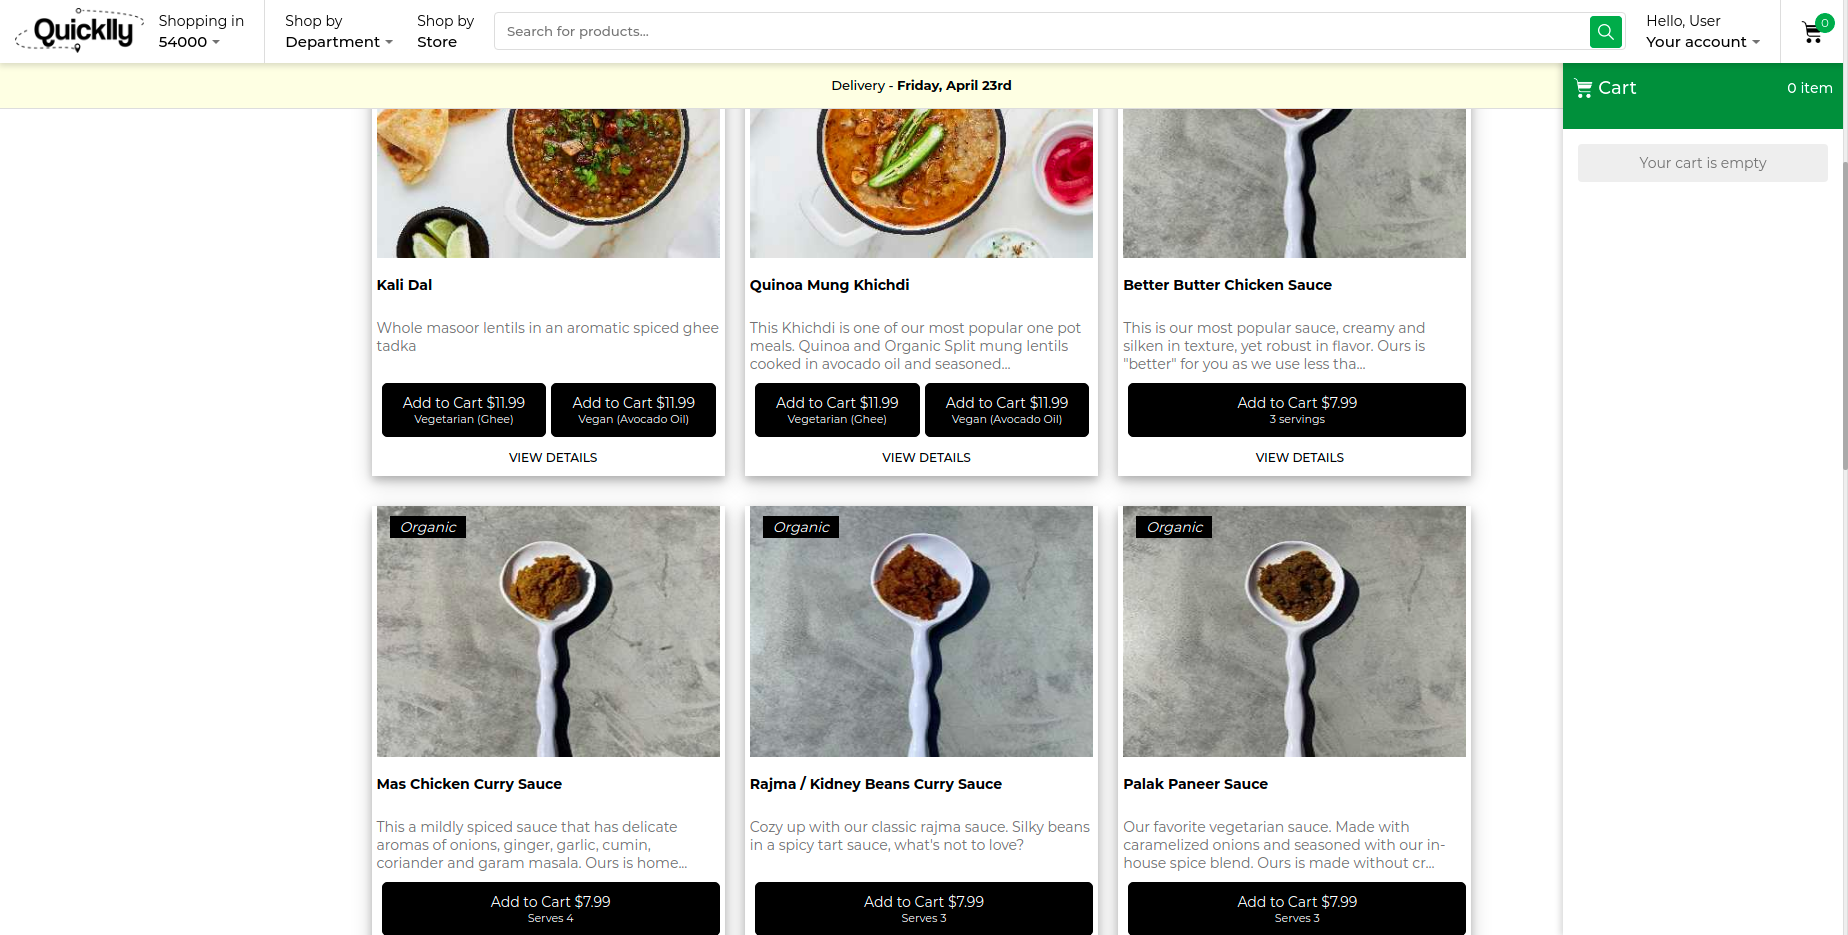 Quicklly
Shopping in
54000
Shop by
Department
Shop by
Store
Search for products...
Hello, User
Your account
0
Delivery - Friday, April 23rd
Cart
0 item
Your cart is empty
Kali Dal
Whole masoor lentils in an aromatic spiced ghee
tadka
Add to Cart $11.99
Vegetarian (Ghee)
Add to Cart $11.99
Vegan (Avocado Oil)
VIEW DETAILS
Quinoa Mung Khichdi
This Khichdi is one of our most popular one pot
meals. Quinoa and Organic Split mung lentils
cooked in avocado oil and seasoned...
Add to Cart $11.99
Vegetarian (Ghee)
Add to Cart $11.99
Vegan (Avocado Oil)
VIEW DETAILS
Better Butter Chicken Sauce
This is our most popular sauce, creamy and
silken in texture, yet robust in flavor. Ours is
"better" for you as we use less tha...
Add to Cart $7.99
3 servings
VIEW DETAILS
Organic
Mas Chicken Curry Sauce
This a mildly spiced sauce that has delicate
aromas of onions, ginger, garlic, cumin,
coriander and garam masala. Ours is home...
Add to Cart $7.99
Serves 4
Organic
Rajma / Kidney Beans Curry Sauce
Cozy up with our classic rajma sauce. Silky beans
in a spicy tart sauce, what's not to love?
Add to Cart $7.99
Serves 3
Organic
Palak Paneer Sauce
Our favorite vegetarian sauce. Made with
caramelized onions and seasoned with our in-
house spice blend. Ours is made without cr...
Add to Cart $7.99
Serves 3